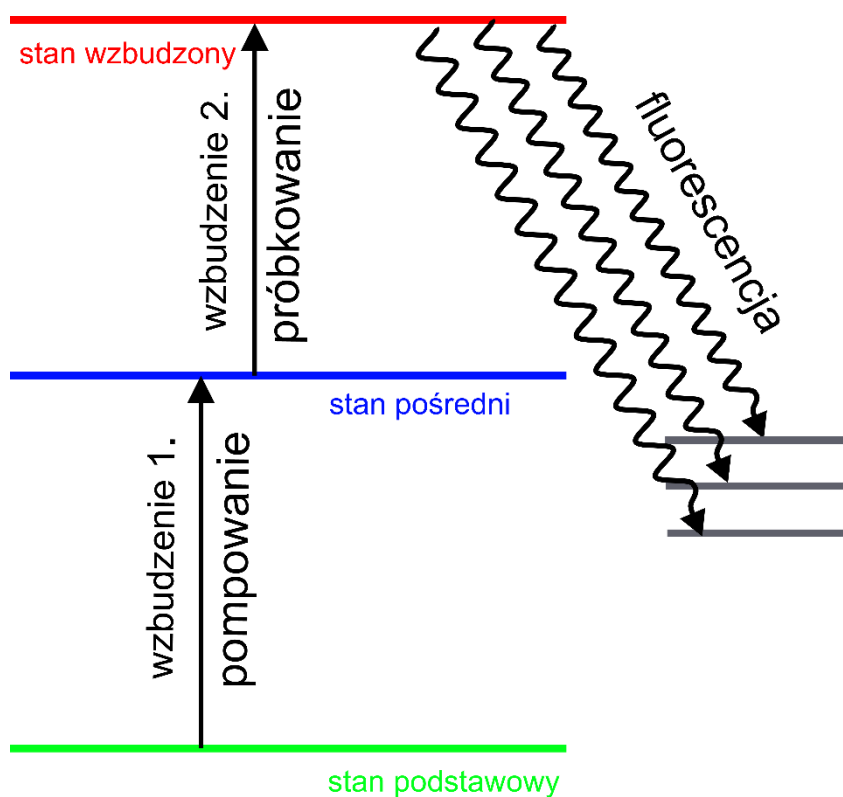 stan wzbudzony
wzbudzenie 2.
próbkowanie
fluorescencja
stan pośredni
wzbudzenie 1.
pompowanie
stan podstawowy